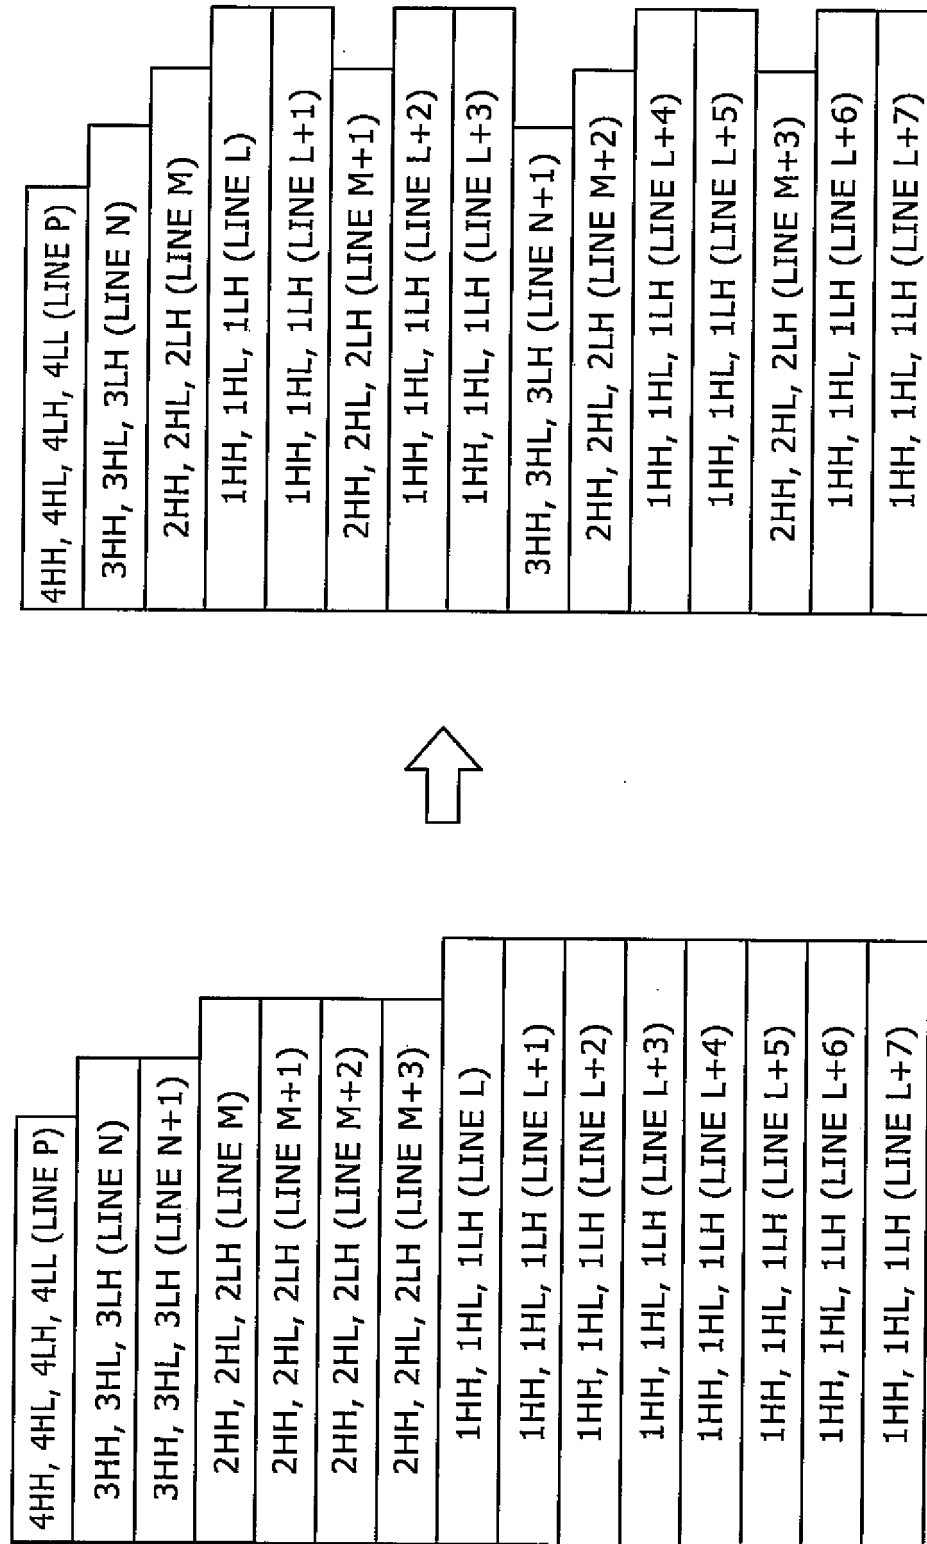 4HH, 4HL, 4LH, 4LL (LINE P)
3HH, 3HL, 3LH (LINE N)
3HH, 3HL, 3LH (LINE N+1)
2HH, 2HL, 2LH (LINE M)
2HH, 2HL, 2LH (LINE M+1)
2HH, 2HL, 2LH (LINE M+2)
2HH, 2HL, 2LH (LINE M+3)
1HH, 1HL, 1LH (LINE L)
1HH, 1HL, 1LH (LINE L+1)
1HH, 1HL, 1LH (LINE L+2)
1HH, 1HL, 1LH (LINE L+3)
1HH, 1HL, 1LH (LINE L+4)
1HH, 1HL, 1LH (LINE L+5)
1HH, 1HL, 1LH (LINE L+6)
1HH, 1HL, 1LH (LINE L+7)
4HH, 4HL, 4LH, 4LL (LINE P)
3HH, 3HL, 3LH (LINE N)
2HH, 2HL, 2LH (LINE M)
1HH, 1HL, 1LH (LINE L)
1HH, 1HL, 1LH (LINE L+1)
2HH, 2HL, 2LH (LINE M+1)
1HH, 1HL, 1LH (LINE L+2)
1HH, 1HL, 1LH (LINE L+3)
3HH, 3HL, 3LH (LINE N+1)
2HH, 2HL, 2LH (LINE M+2)
1HH, 1HL, 1LH (LINE L+4)
1HH, 1HL, 1LH (LINE L+5)
2HH, 2HL, 2LH (LINE M+3)
1HH, 1HL, 1LH (LINE L+6)
1HH, 1HL, 1LH (LINE L+7)